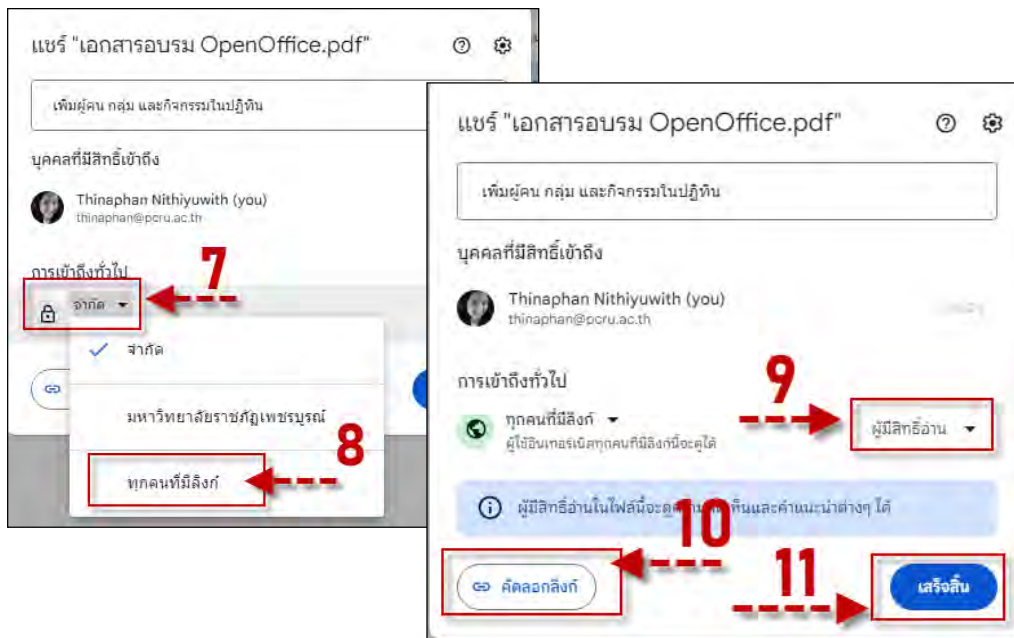 แชร์ "เอกสารอบรม OpenOffice.pdf"
เพิ่มผู้คน กลุ่ม และกิจกรรมในปฏิทิน
บุคคลที่มีสิทธิ์เข้าถึง
Thinaphan Nithiyuwith (you)
thinaphan@pcru.ac.th
การเข้าถึงทั่วไป
7
จำกัด
จำกัด
มหาวิทยาลัยราชภัฏเพชรบูรณ์
8
ทุกคนที่มีลิงก์
แชร์ "เอกสารอบรม OpenOffice.pdf"
เพิ่มผู้คน กลุ่ม และกิจกรรมในปฏิทิน
บุคคลที่มีสิทธิ์เข้าถึง
Thinaphan Nithiyuwith (you)
thinaphan@pcru.ac.th
การเข้าถึงทั่วไป
9
ทุกคนที่มีลิงก์
ผู้ใช้อินเทอร์เน็ตทุกคนที่มีลิงก์นี้จะดูได้
ผู้มีสิทธิ์อ่าน
ผู้มีสิทธิ์อ่านในไฟล์นี้จะดู และคำแนะนำต่างๆ ได้
10
คัดลอกลิงก์
11
เสร็จสิ้น